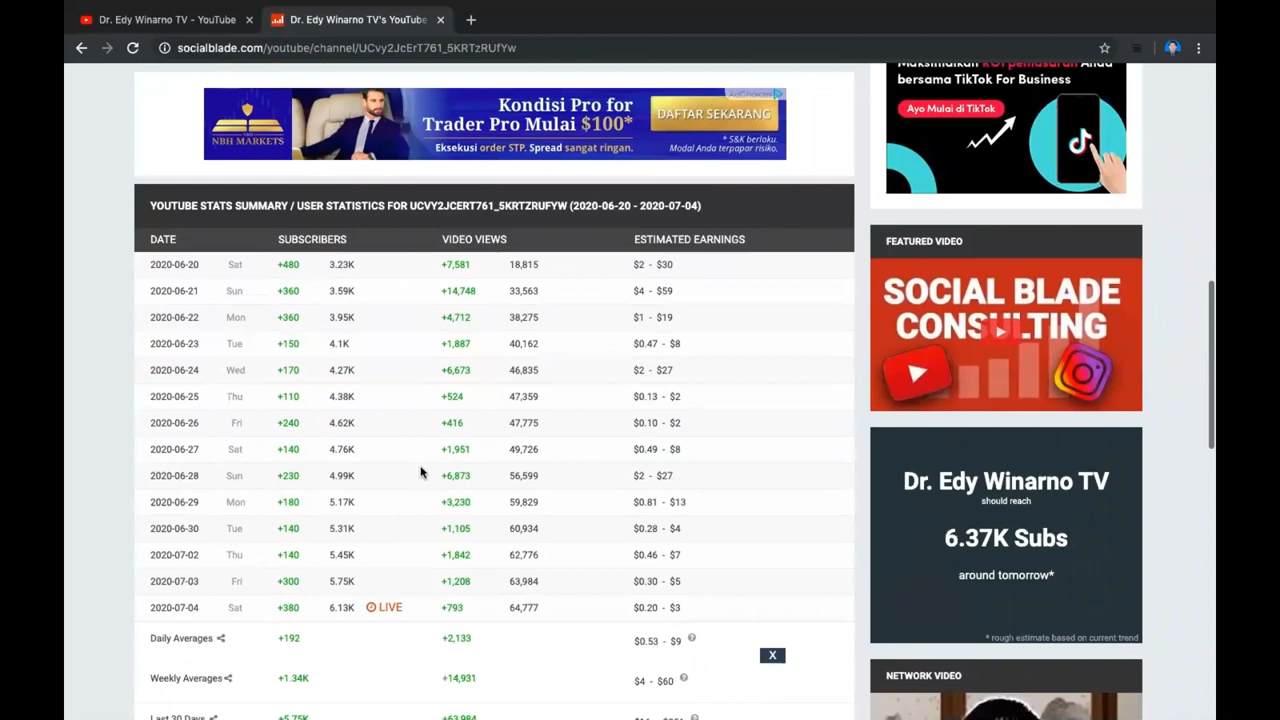 Dr. Edy Winarno TV - YouTube
Dr. Edy Winarno TV's YouTube
socialblade.com/youtube/channel/UCvy2JcErT761_5KRTzRUfYw
NBH MARKETS
Kondisi Pro for
Trader Pro Mulai $100*
Eksekusi order STP. Spread sangat ringan.
AdChoices
DAFTAR SEKARANG
* S&K berlaku.
Modal Anda terpapar risiko.
Maksimalkan ROI pemasaran Anda
bersama TikTok For Business
Ayo Mulai di TikTok
YOUTUBE STATS SUMMARY / USER STATISTICS FOR UCVY2JCERT761_5KRTZRUFYW (2020-06-20 - 2020-07-04)
DATE SUBSCRIBERS VIDEO VIEWS ESTIMATED EARNINGS
2020-06-20 Sat +480 3.23K +7,581 18,815 $2 - $30
2020-06-21 Sun +360 3.59K +14,748 33,563 $4 - $59
2020-06-22 Mon +360 3.95K +4,712 38,275 $1 - $19
2020-06-23 Tue +150 4.1K +1,887 40,162 $0.47 - $8
2020-06-24 Wed +170 4.27K +6,673 46,835 $2 - $27
2020-06-25 Thu +110 4.38K +524 47,359 $0.13 - $2
2020-06-26 Fri +240 4.62K +416 47,775 $0.10 - $2
2020-06-27 Sat +140 4.76K +1,951 49,726 $0.49 - $8
2020-06-28 Sun +230 4.99K +6,873 56,599 $2 - $27
2020-06-29 Mon +180 5.17K +3,230 59,829 $0.81 - $13
2020-06-30 Tue +140 5.31K +1,105 60,934 $0.28 - $4
2020-07-02 Thu +140 5.45K +1,842 62,776 $0.46 - $7
2020-07-03 Fri +300 5.75K +1,208 63,984 $0.30 - $5
2020-07-04 Sat +380 6.13K LIVE +793 64,777 $0.20 - $3
Daily Averages +192 +2,133 $0.53 - $9
X
Weekly Averages +1.34K +14,931 $4 - $60
Last 30 Days +5.75K +63,984
FEATURED VIDEO
SOCIAL BLADE
CONSULTING
Dr. Edy Winarno TV
should reach
6.37K Subs
around tomorrow*
* rough estimate based on current trend
NETWORK VIDEO